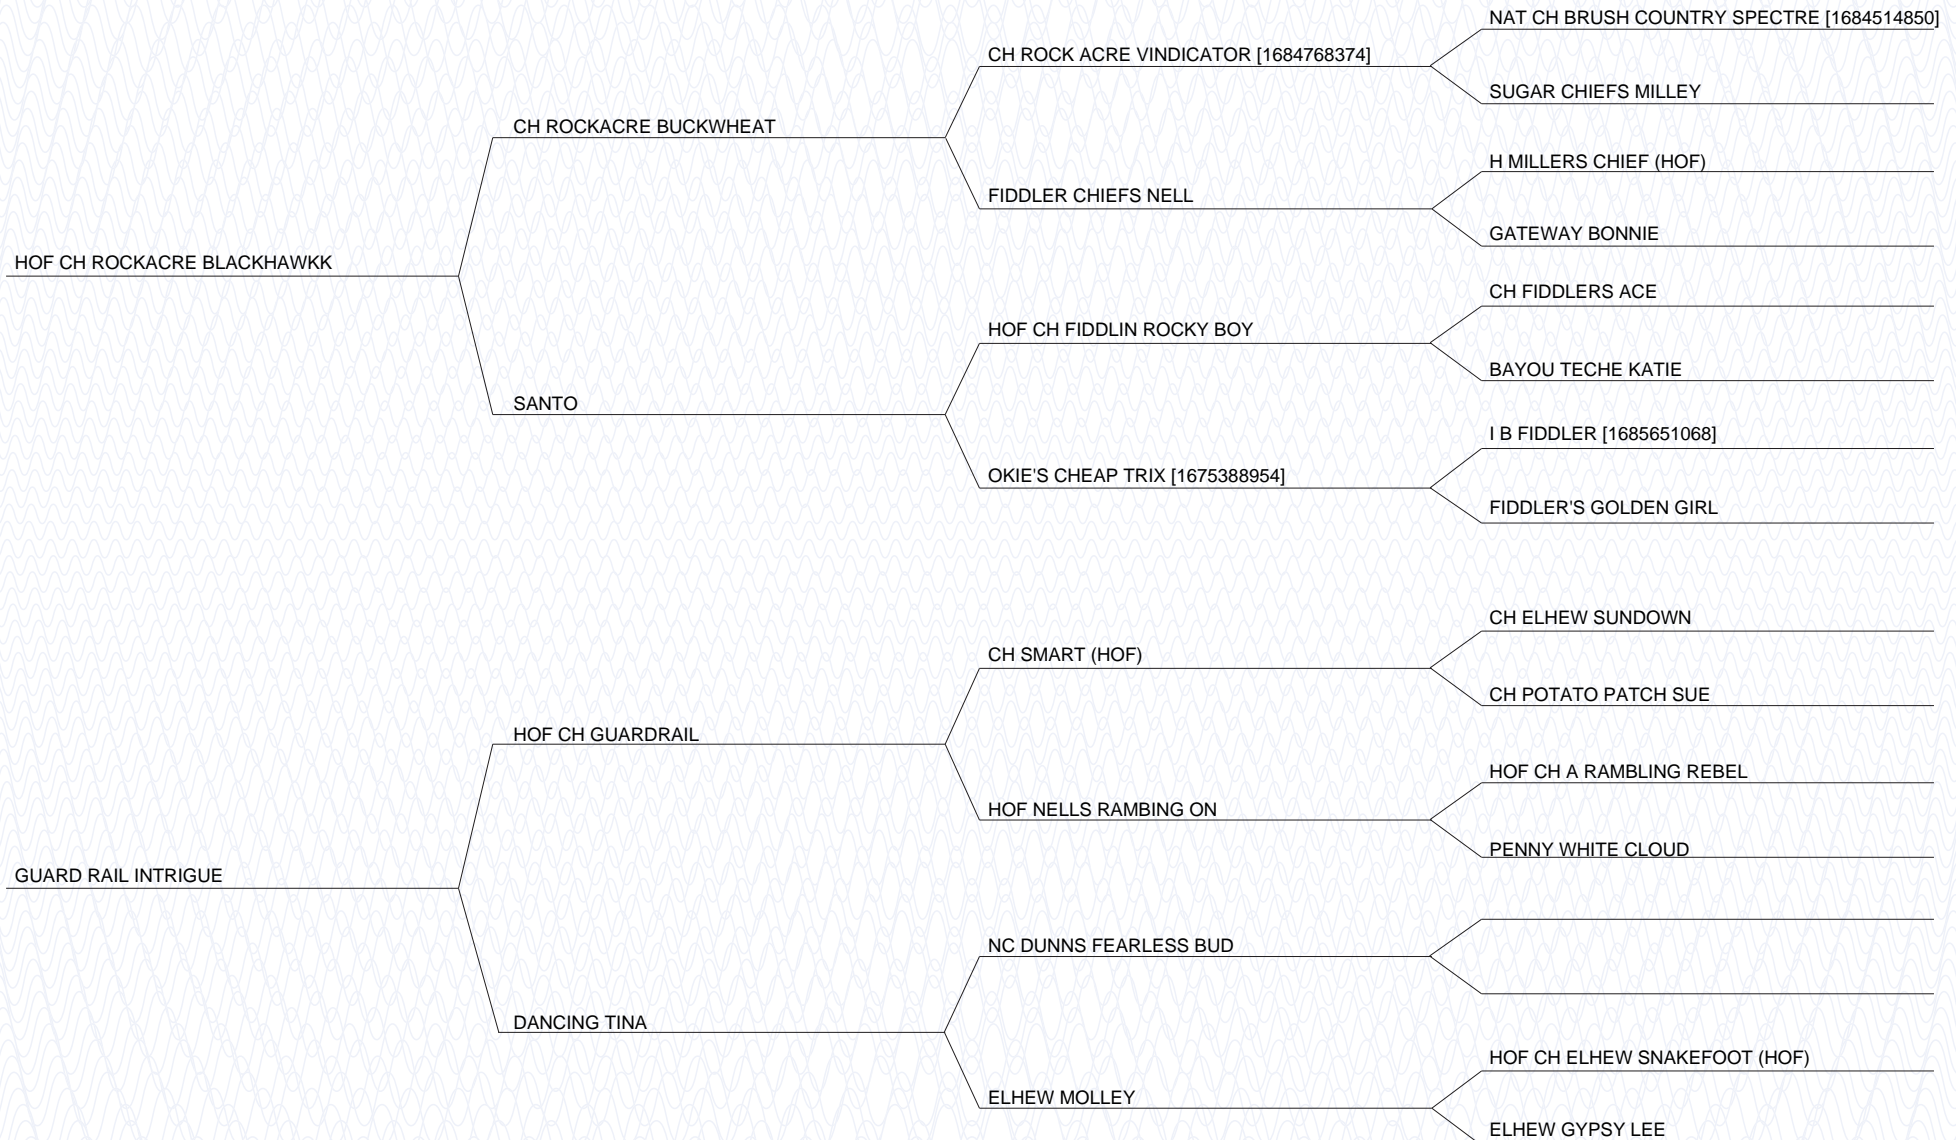 NAT CH BRUSH COUNTRY SPECTRE [1684514850]
CH ROCK ACRE VINDICATOR [1684768374]
SUGAR CHIEFS MILLEY
CH ROCKACRE BUCKWHEAT
H MILLERS CHIEF (HOF)
FIDDLER CHIEFS NELL
GATEWAY BONNIE
HOF CH ROCKACRE BLACKHAWKK
CH FIDDLERS ACE
HOF CH FIDDLIN ROCKY BOY
BAYOU TECHE KATIE
SANTO
I B FIDDLER [1685651068]
OKIE'S CHEAP TRIX [1675388954]
FIDDLER'S GOLDEN GIRL
CH ELHEW SUNDOWN
CH SMART (HOF)
CH POTATO PATCH SUE
HOF CH GUARDRAIL
HOF CH A RAMBLING REBEL
HOF NELLS RAMBING ON
PENNY WHITE CLOUD
GUARD RAIL INTRIGUE
NC DUNNS FEARLESS BUD
DANCING TINA
HOF CH ELHEW SNAKEFOOT (HOF)
ELHEW MOLLEY
ELHEW GYPSY LEE